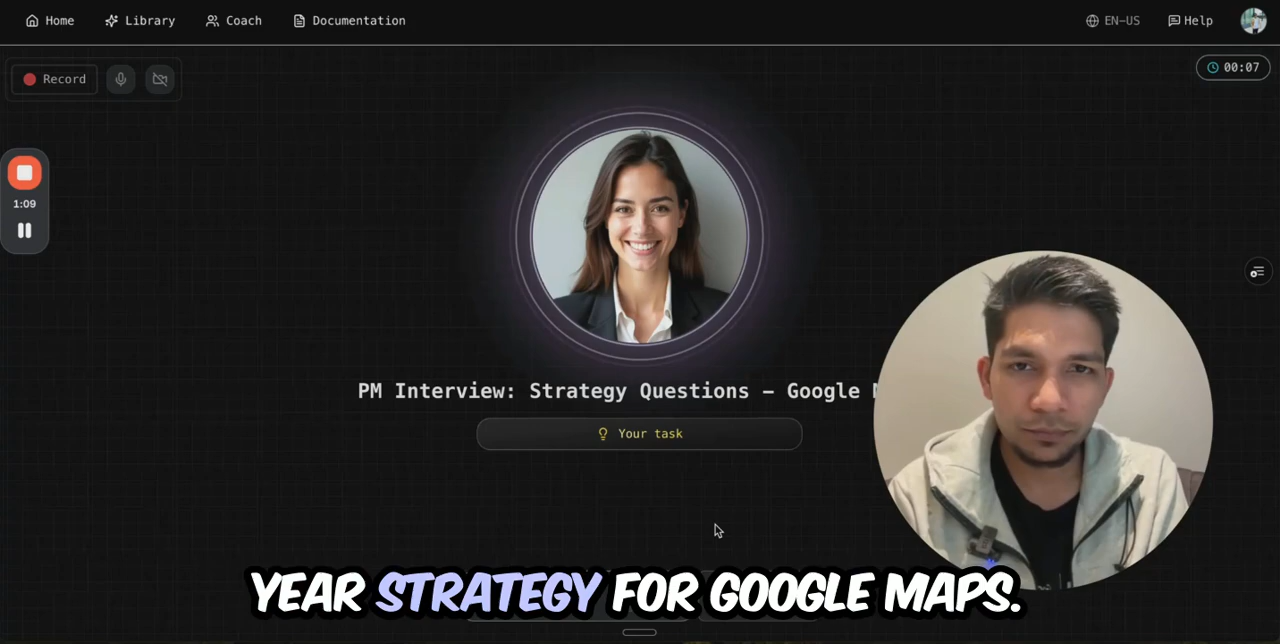 Home Library Coach Documentation EN-US Help
Record 00:07
1:09
PM Interview: Strategy Questions – Google
Your task
YEAR STRATEGY FOR GOOGLE MAPS.